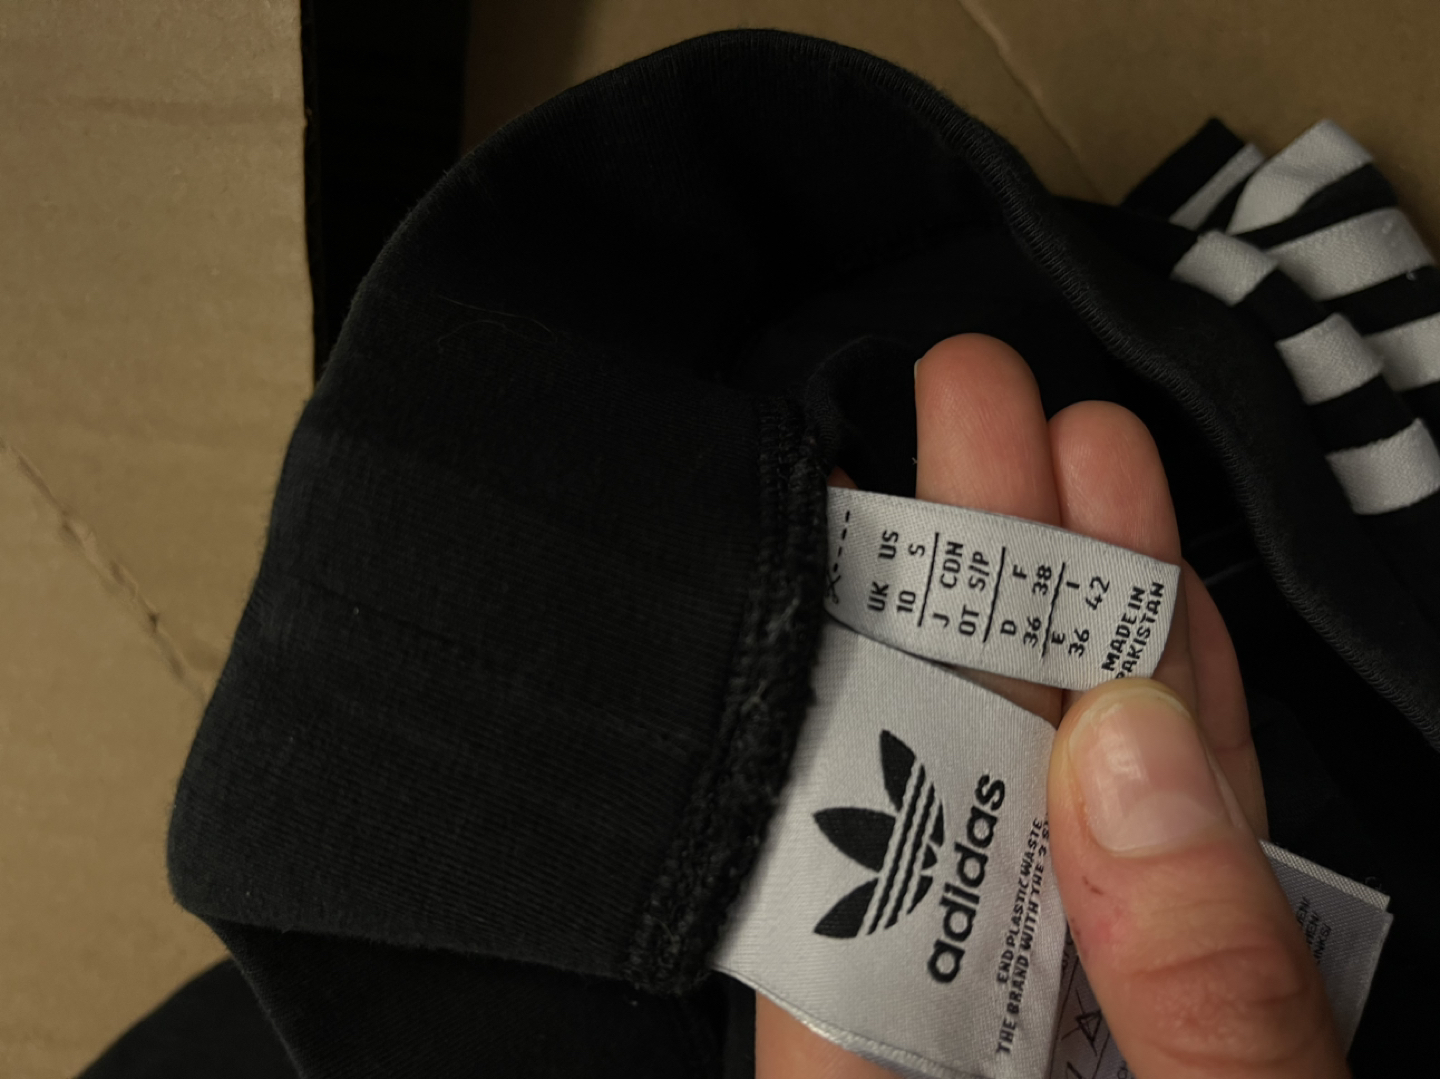 UK US
10 S
J CDN
OT S/P
D F
36 38
E I
36 42
MADE IN
PAKISTAN
adidas
END PLASTIC WASTE
THE BRAND WITH THE 3